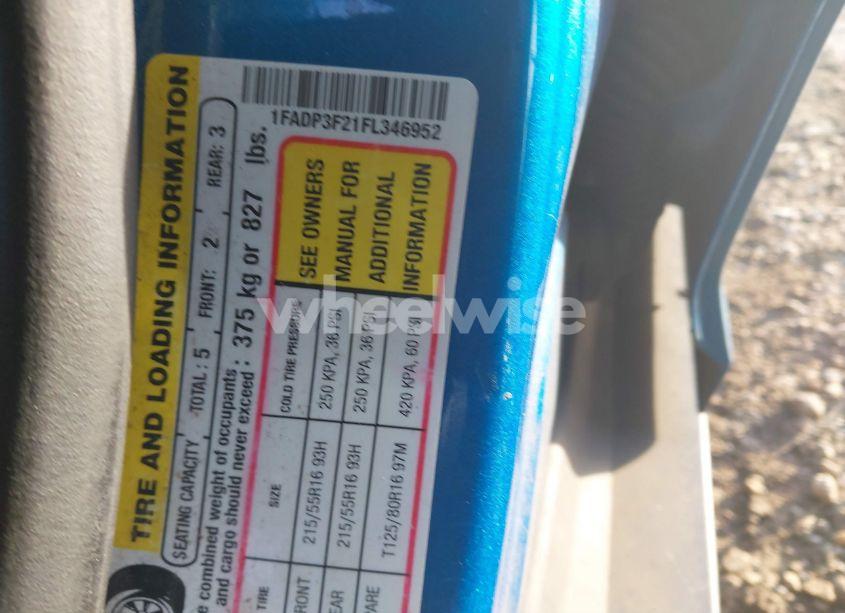 1FADP3F21FL346952
TIRE AND LOADING INFORMATION
SEATING CAPACITY TOTAL : 5 FRONT: 2 REAR: 3
combined weight of occupants
and cargo should never exceed : 375 kg or 827 lbs.
TIRE SIZE COLD TIRE PRESSURE
FRONT 215/55R16 93H 250 KPA, 36 PSI
215/55R16 93H 250 KPA, 36 PSI
T125/80R16 97M 420 KPA, 60 PSI
SEE OWNERS
MANUAL FOR
ADDITIONAL
INFORMATION
wheelwise